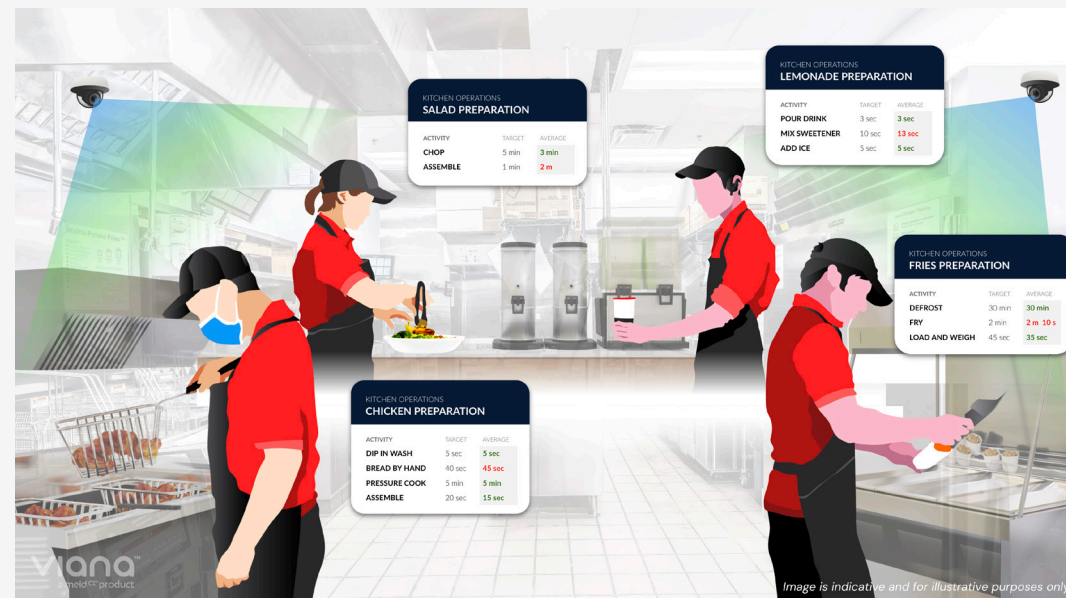 KITCHEN OPERATIONS
SALAD PREPARATION
ACTIVITY TARGET AVERAGE
CHOP 5 min 3 min
ASSEMBLE 1 min 2 m
KITCHEN OPERATIONS
LEMONADE PREPARATION
ACTIVITY TARGET AVERAGE
POUR DRINK 3 sec 3 sec
MIX SWEETENER 10 sec 13 sec
ADD ICE 5 sec 5 sec
KITCHEN OPERATIONS
FRIES PREPARATION
ACTIVITY TARGET AVERAGE
DEFROST 30 min 30 min
FRY 2 min 2 m 10 s
LOAD AND WEIGH 45 sec 35 sec
KITCHEN OPERATIONS
CHICKEN PREPARATION
ACTIVITY TARGET AVERAGE
DIP IN WASH 5 sec 5 sec
BREAD BY HAND 40 sec 45 sec
PRESSURE COOK 5 min 5 min
ASSEMBLE 20 sec 15 sec
viana™
a meld cx product
Image is indicative and for illustrative purposes only